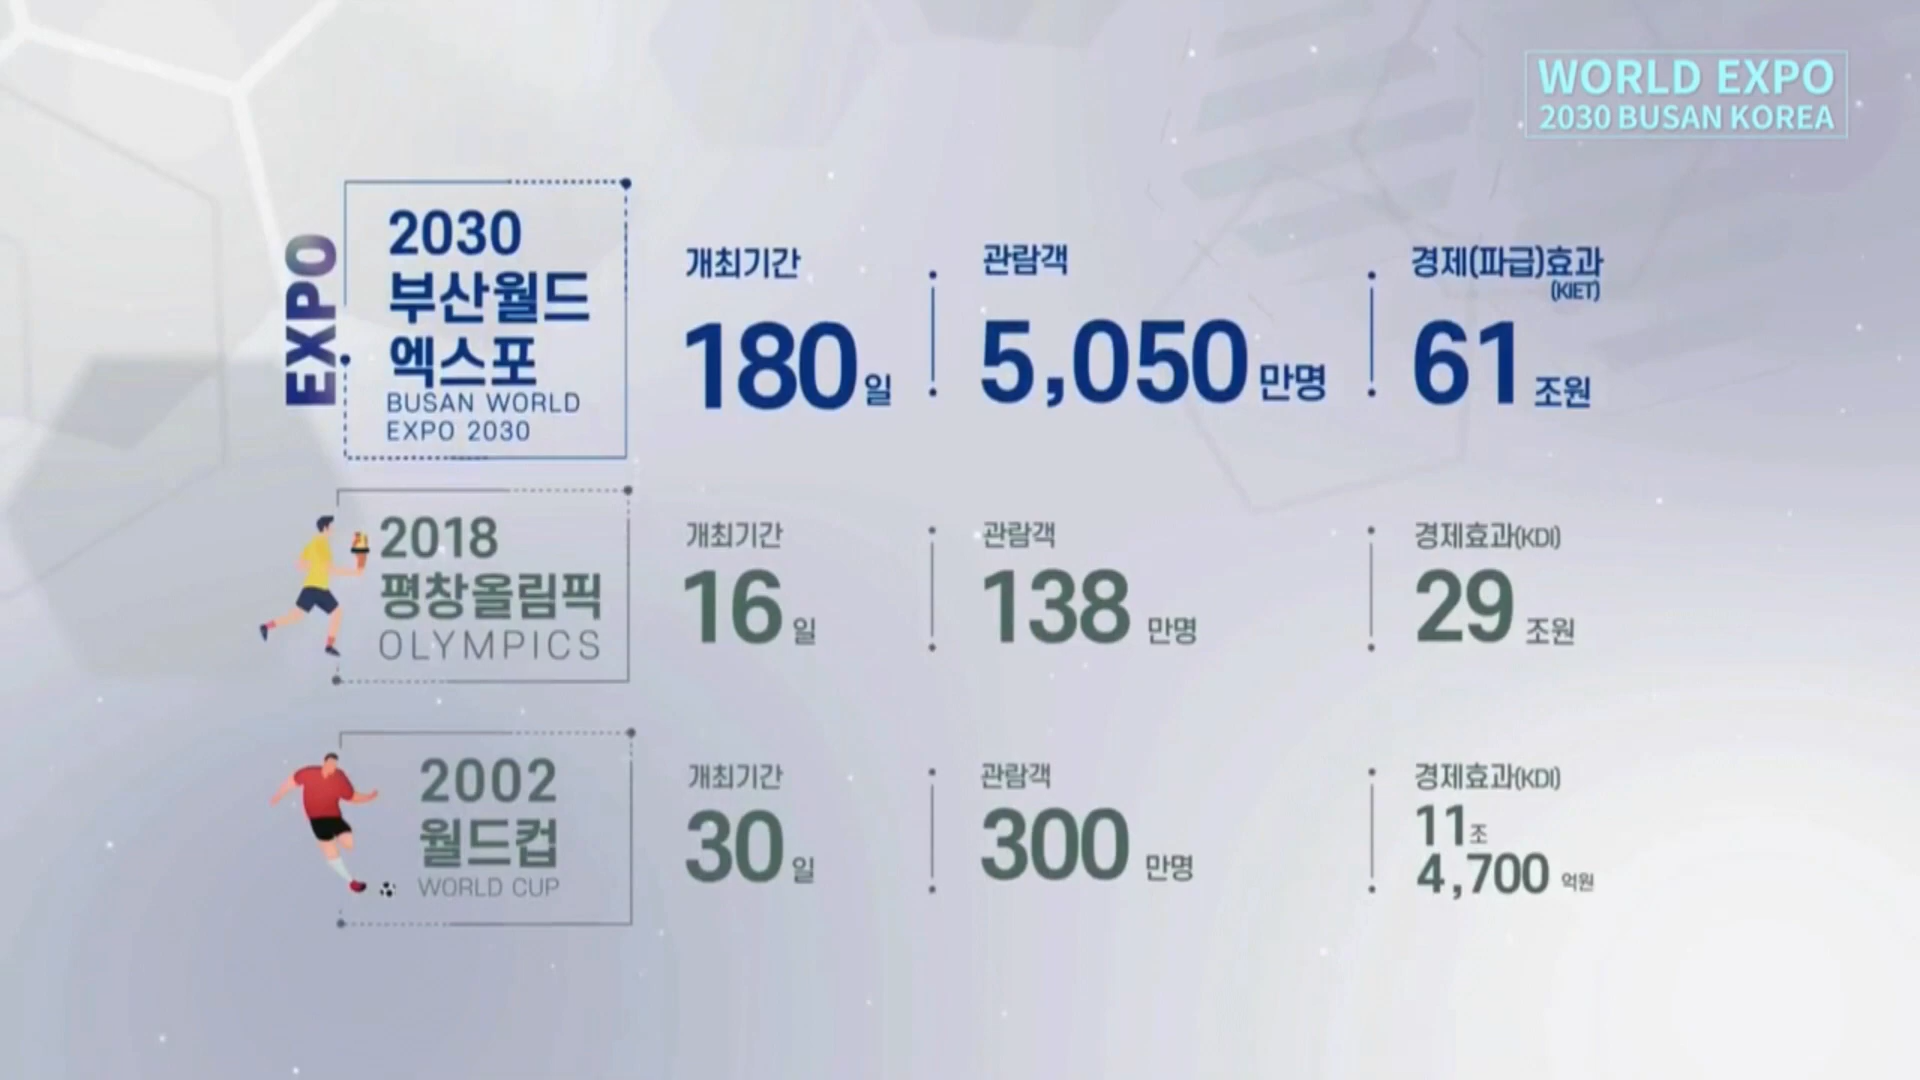 WORLD EXPO
2030 BUSAN KOREA
EXPO
2030
부산월드
엑스포
BUSAN WORLD
EXPO 2030
개최기간
180일
관람객
5,050만명
경제(파급)효과
(KIET)
61조원
2018
평창올림픽
OLYMPICS
개최기간
16일
관람객
138만명
경제효과(KDI)
29조원
2002
월드컵
WORLD CUP
개최기간
30일
관람객
300만명
경제효과(KDI)
11조
4,700억원